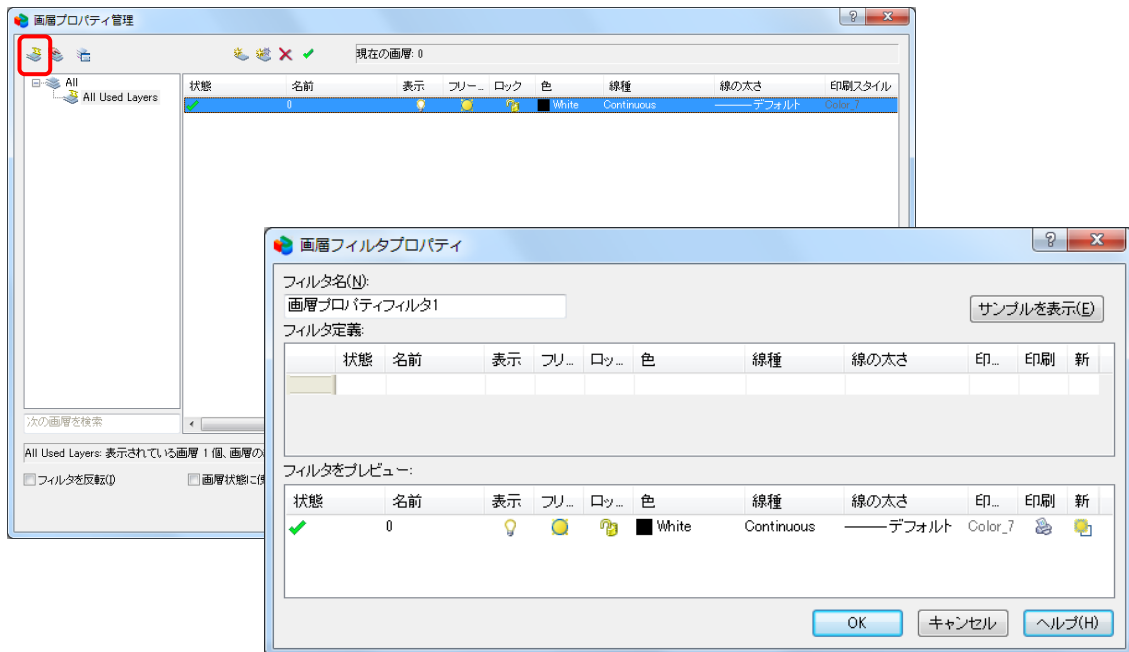 画層プロパティ管理
現在の画層: 0
All
All Used Layers
状態 名前 表示 フリー... ロック 色 線種 線の太さ 印刷スタイル
0 White Continuous デフォルト Color_7
次の画層を検索
All Used Layers: 表示されている画層 1 個、画層の
フィルタを反転(I) 画層状態に
画層フィルタプロパティ
フィルタ名(N):
画層プロパティフィルタ1
サンプルを表示(E)
フィルタ定義:
状態 名前 表示 フリ... ロッ... 色 線種 線の太さ 印... 印刷 新
フィルタをプレビュー:
状態 名前 表示 フリ... ロッ... 色 線種 線の太さ 印... 印刷 新
0 White Continuous デフォルト Color_7
OK キャンセル ヘルプ(H)